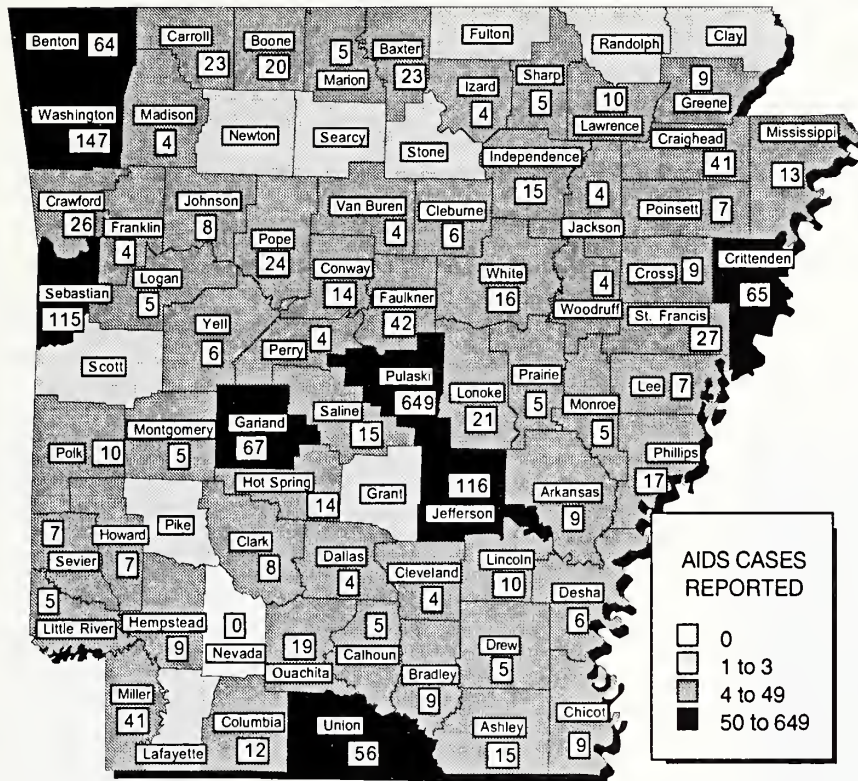 Benton 64
Carroll
23
Boone
20
5
Marion
Baxter
23
Fulton
Randolph
Clay
Izard
4
Sharp
5
10
Lawrence
9
Greene
Washington
147
Madison
4
Newton
Searcy
Stone
Independence
15
4
Jackson
Craighead
41
Mississippi
13
Crawford
26
Franklin
4
Johnson
8
Pope
24
Van Buren
4
Cleburne
6
Poinsett 7
Sebastian
115
Logan
5
Conway
14
Faulkner
42
White
16
4
Woodruff
Cross 9
Crittenden
65
St. Francis
27
Scott
Yell
6
Perry 4
Pulaski
649
Lonoke
21
Prairie
5
Monroe
5
Lee 7
Phillips
17
Polk 10
Montgomery
5
Garland
67
Saline
15
Hot Spring
14
Grant
116
Jefferson
Arkansas
9
7
Sevier
Howard
7
Pike
Clark
8
Dallas
4
Cleveland
4
Lincoln
10
Desha
6
5
Little River
Hempstead
9
0
Nevada
19
Ouachita
5
Calhoun
Bradley
9
Drew
5
Miller
41
Lafayette
Columbia
12
Union
56
Ashley
15
Chicot
9
AIDS CASES
REPORTED
0
1 to 3
4 to 49
50 to 649